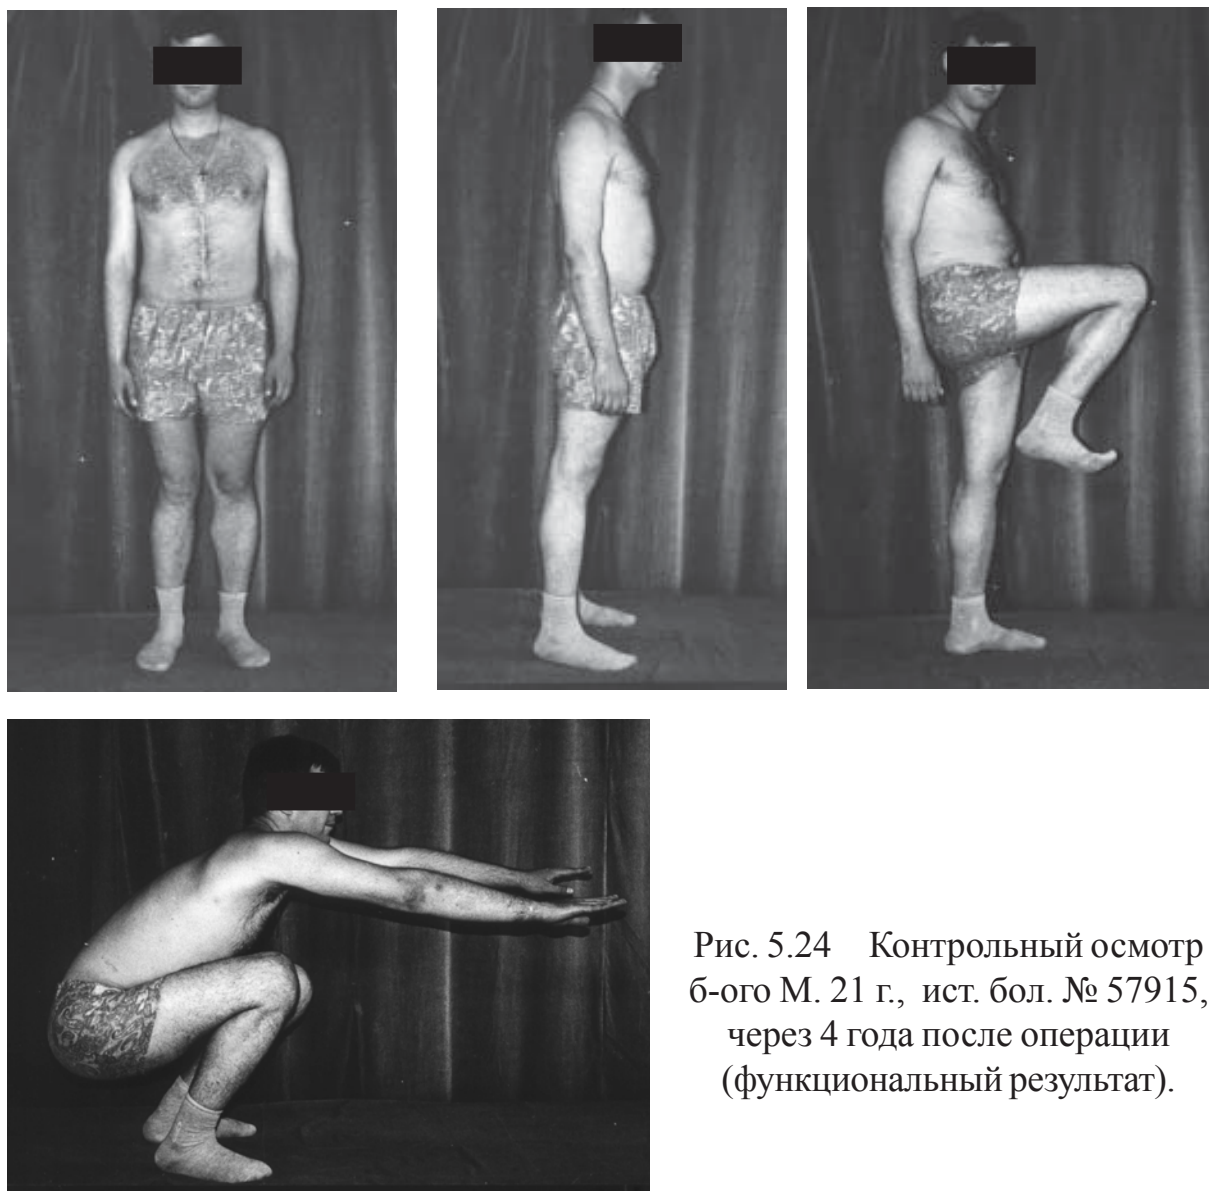 Рис. 5.24 Контрольный осмотр
б-ого М. 21 г., ист. бол. № 57915,
через 4 года после операции
(функциональный результат).